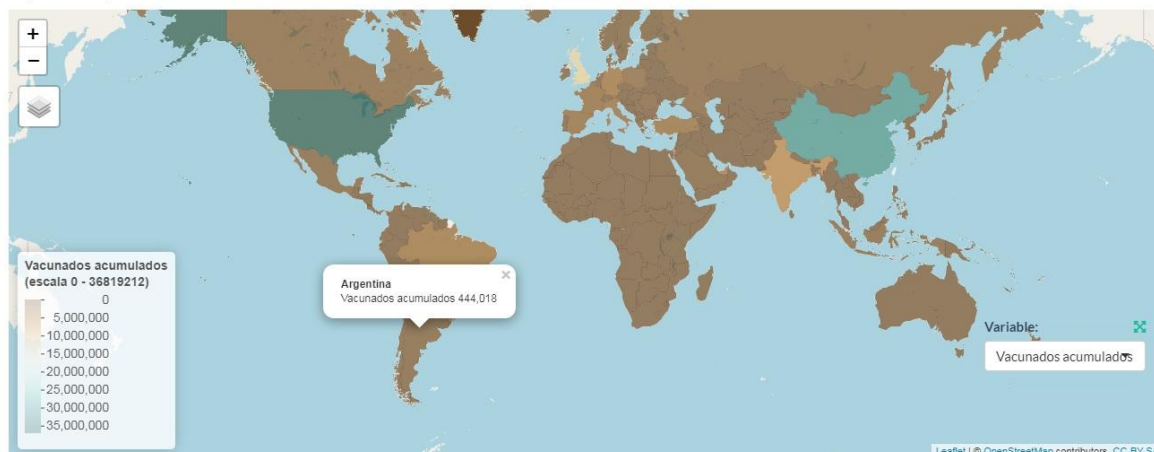 +
−
Argentina
×
Vacunados acumulados 444,018
Vacunados acumulados
(escala 0 - 36819212)
0
5,000,000
10,000,000
15,000,000
20,000,000
25,000,000
30,000,000
35,000,000
Variable:
Vacunados acumulados
Leaflet | © OpenStreetMap contributors, CC-BY-S